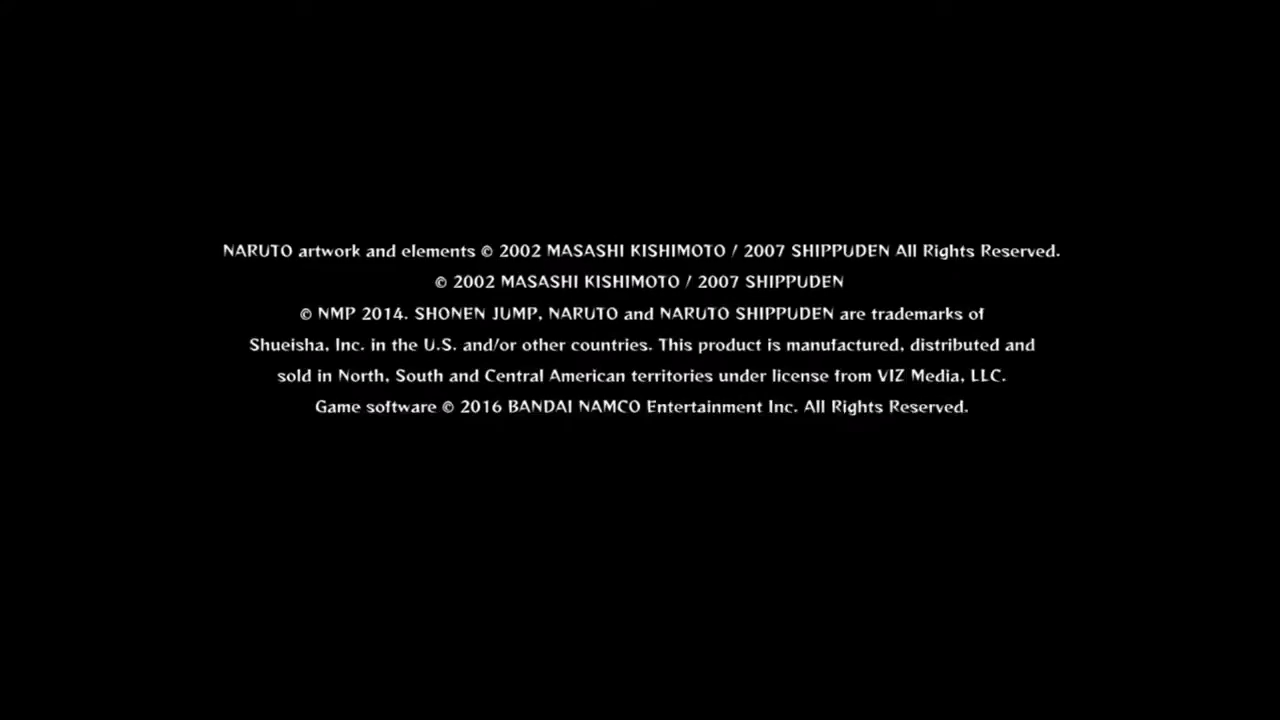 NARUTO artwork and elements © 2002 MASASHI KISHIMOTO / 2007 SHIPPUDEN All Rights Reserved.
© 2002 MASASHI KISHIMOTO / 2007 SHIPPUDEN
© NMP 2014. SHONEN JUMP, NARUTO and NARUTO SHIPPUDEN are trademarks of
Shueisha, Inc. in the U.S. and/or other countries. This product is manufactured, distributed and
sold in North, South and Central American territories under license from VIZ Media, LLC.
Game software © 2016 BANDAI NAMCO Entertainment Inc. All Rights Reserved.